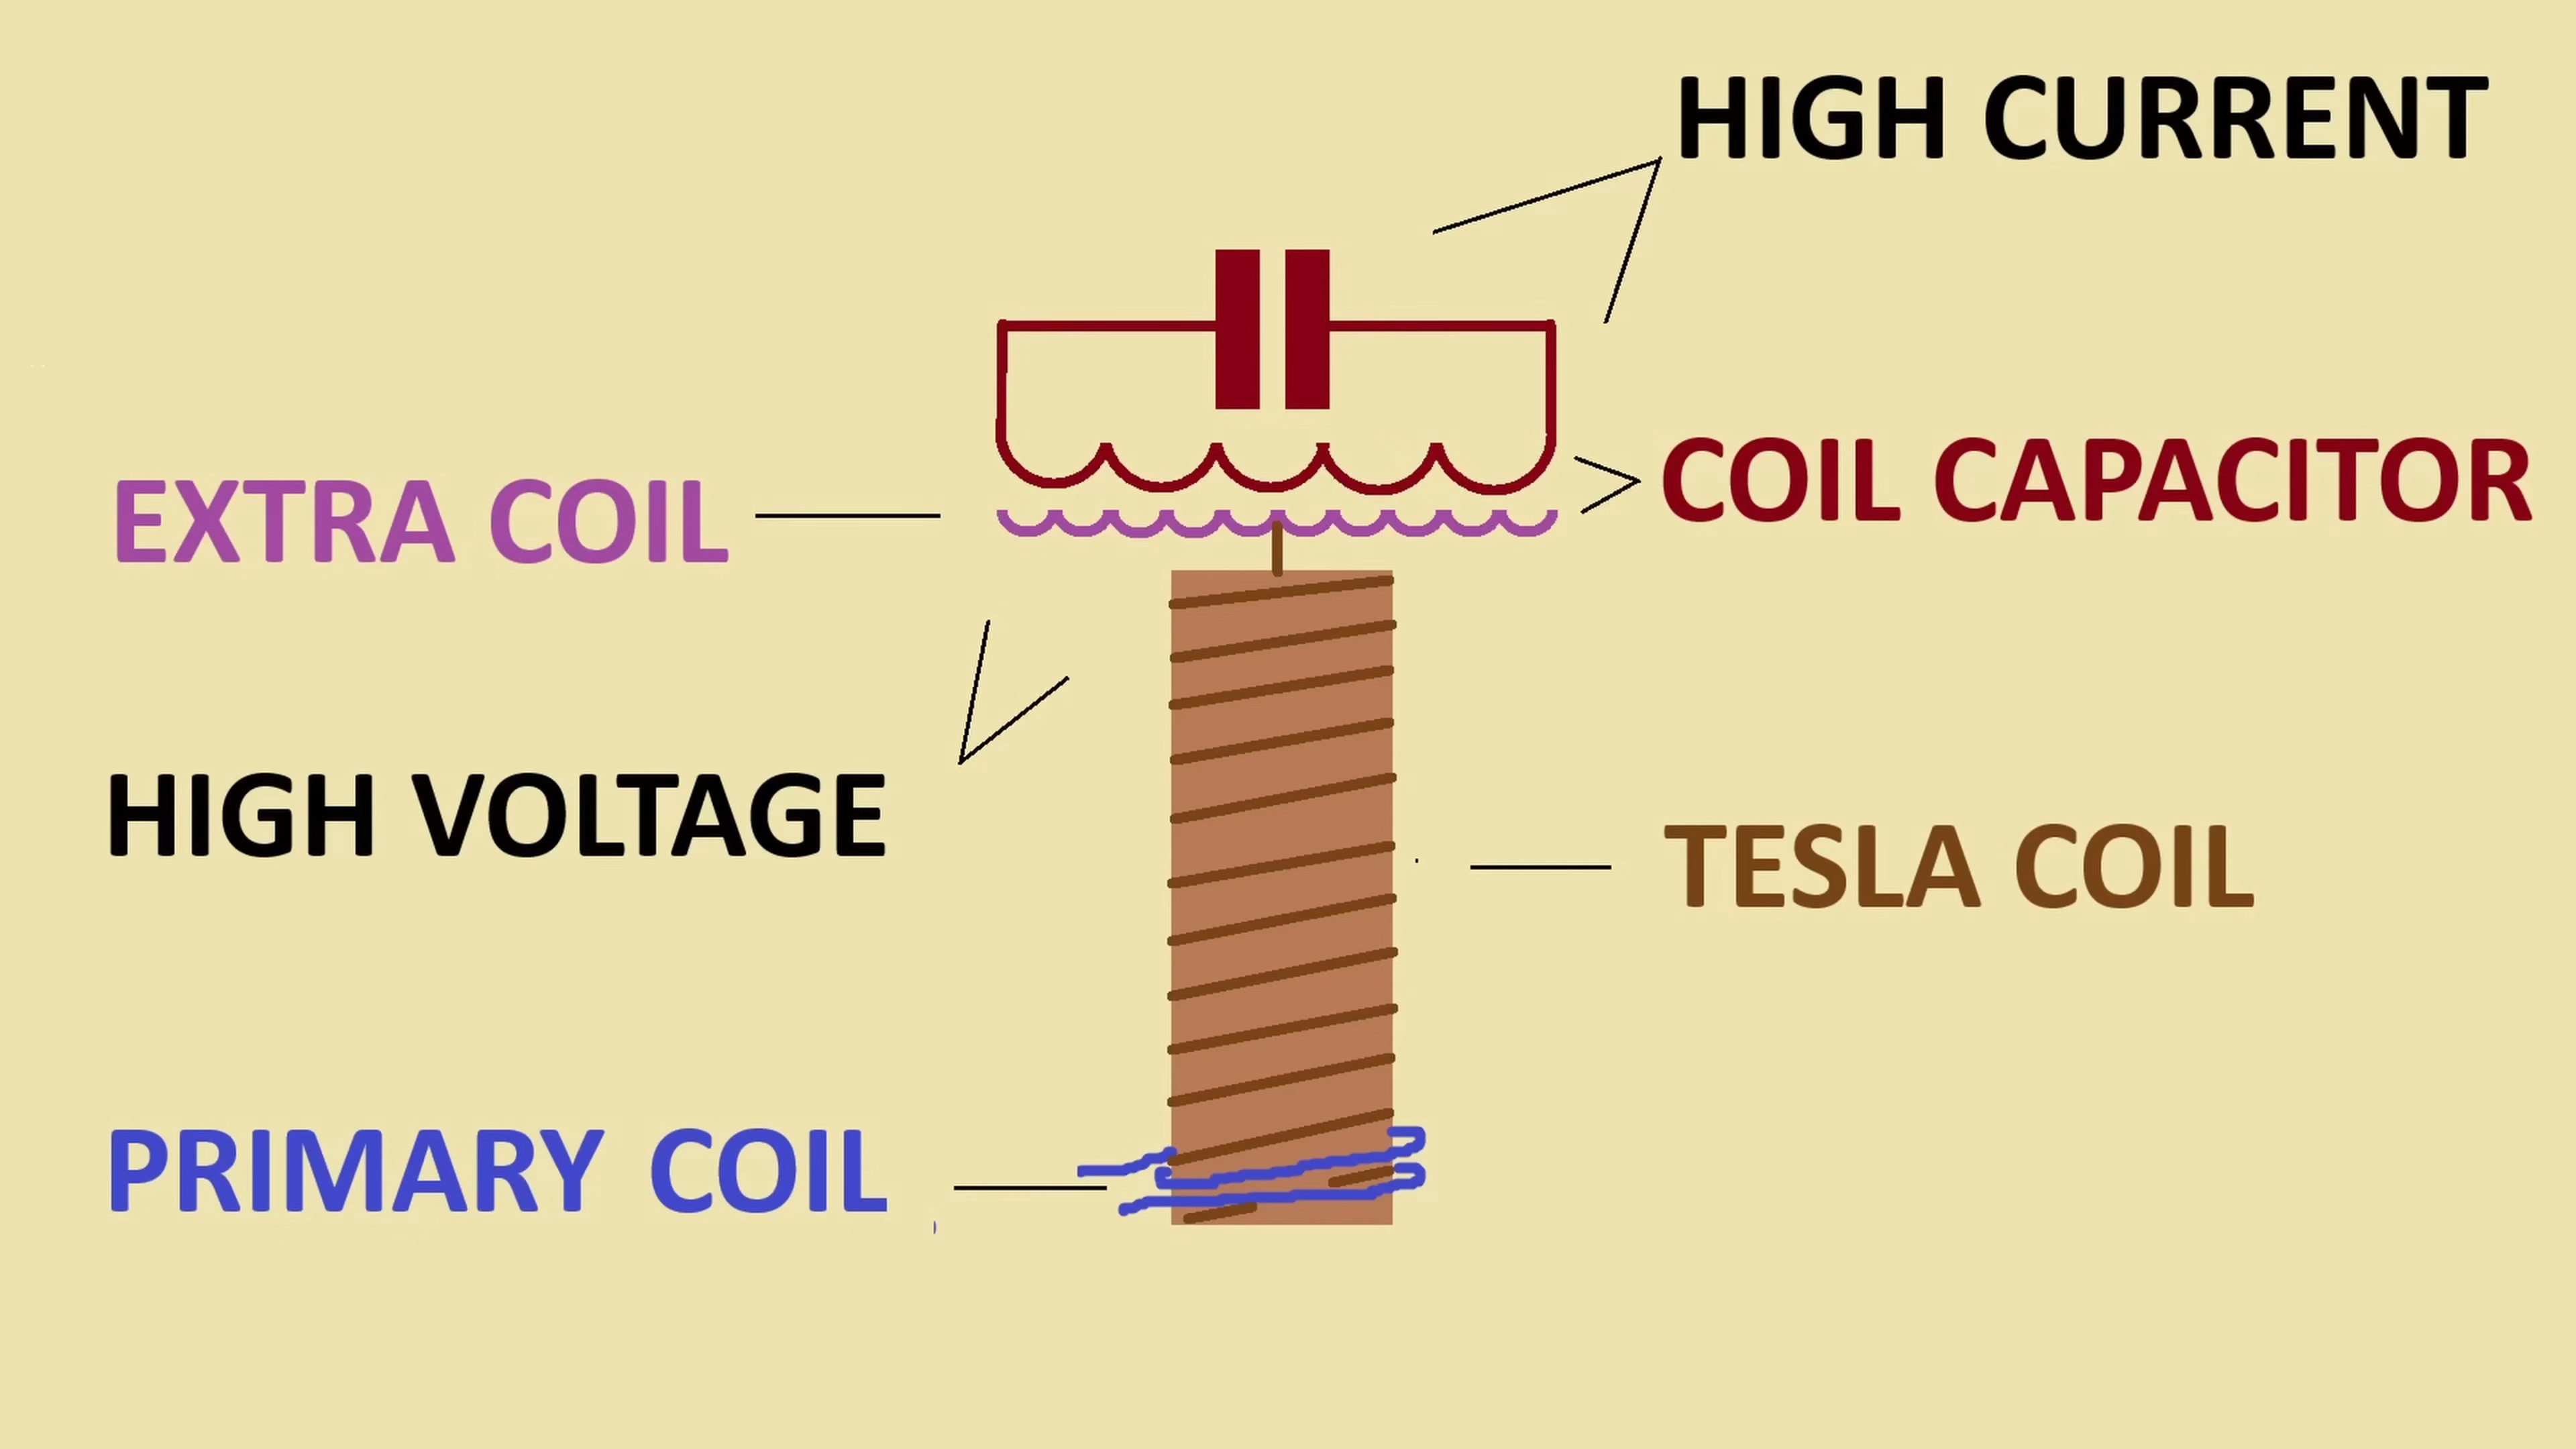 HIGH CURRENT
EXTRA COIL
COIL CAPACITOR
HIGH VOLTAGE
TESLA COIL
PRIMARY COIL